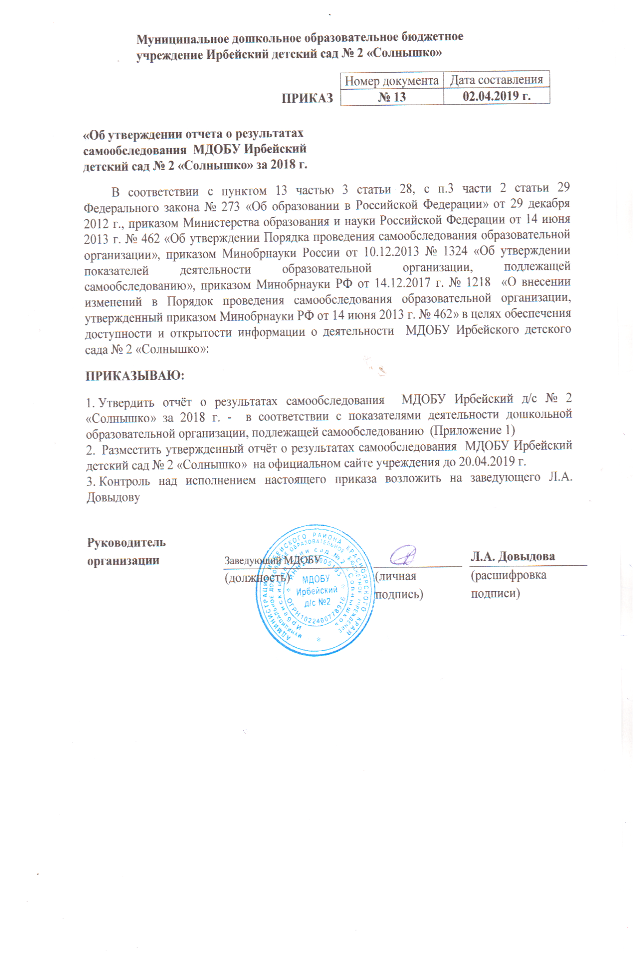 Муниципальное дошкольное образовательное бюджетное
учреждение Ирбейский детский сад № 2 «Солнышко»
Номер документа Дата составления
ПРИКАЗ № 13 02.04.2019 г.
«Об утверждении отчета о результатах
самообследования МДОБУ Ирбейский
детский сад № 2 «Солнышко» за 2018 г.
В соответствии с пунктом 13 частью 3 статьи 28, с п.3 части 2 статьи 29
Федерального закона № 273 «Об образовании в Российской Федерации» от 29 декабря
2012 г., приказом Министерства образования и науки Российской Федерации от 14 июня
2013 г. № 462 «Об утверждении Порядка проведения самообследования образовательной
организации», приказом Минобрнауки России от 10.12.2013 № 1324 «Об утверждении
показателей деятельности образовательной организации, подлежащей
самообследованию», приказом Минобрнауки РФ от 14.12.2017 г. № 1218 «О внесении
изменений в Порядок проведения самообследования образовательной организации,
утвержденный приказом Минобрнауки РФ от 14 июня 2013 г. № 462» в целях обеспечения
доступности и открытости информации о деятельности МДОБУ Ирбейского детского
сада № 2 «Солнышко»:
ПРИКАЗЫВАЮ:
1. Утвердить отчёт о результатах самообследования МДОБУ Ирбейский д/с № 2
«Солнышко» за 2018 г. - в соответствии с показателями деятельности дошкольной
образовательной организации, подлежащей самообследованию (Приложение 1)
2. Разместить утвержденный отчёт о результатах самообследования МДОБУ Ирбейский
детский сад № 2 «Солнышко» на официальном сайте учреждения до 20.04.2019 г.
3. Контроль над исполнением настоящего приказа возложить на заведующего Л.А.
Довыдову
Руководитель
организации Заведующий МДОБУ Л.А. Довыдова
(должность) (личная (расшифровка
подпись) подписи)
МДОБУ
Ирбейский
д/с №2